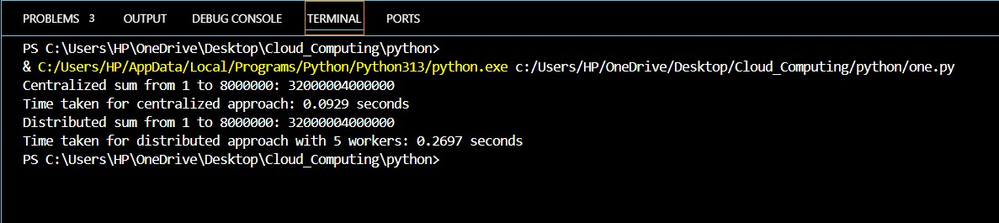 PROBLEMS 3 OUTPUT DEBUG CONSOLE TERMINAL PORTS
PS C:\Users\HP\OneDrive\Desktop\Cloud_Computing\python>
& C:/Users/HP/AppData/Local/Programs/Python/Python313/python.exe c:/Users/HP/OneDrive/Desktop/Cloud_Computing/python/one.py
Centralized sum from 1 to 8000000: 32000004000000
Time taken for centralized approach: 0.0929 seconds
Distributed sum from 1 to 8000000: 32000004000000
Time taken for distributed approach with 5 workers: 0.2697 seconds
PS C:\Users\HP\OneDrive\Desktop\Cloud_Computing\python>